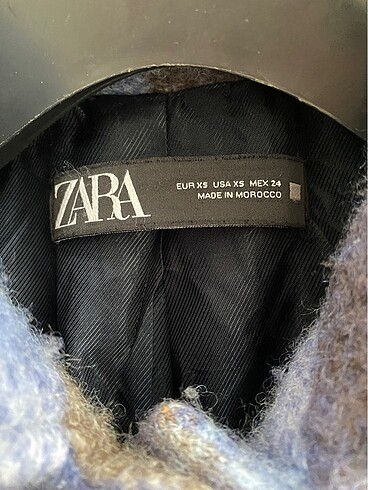 ZARA
EUR XS USA XS MEX 24
MADE IN MOROCCO